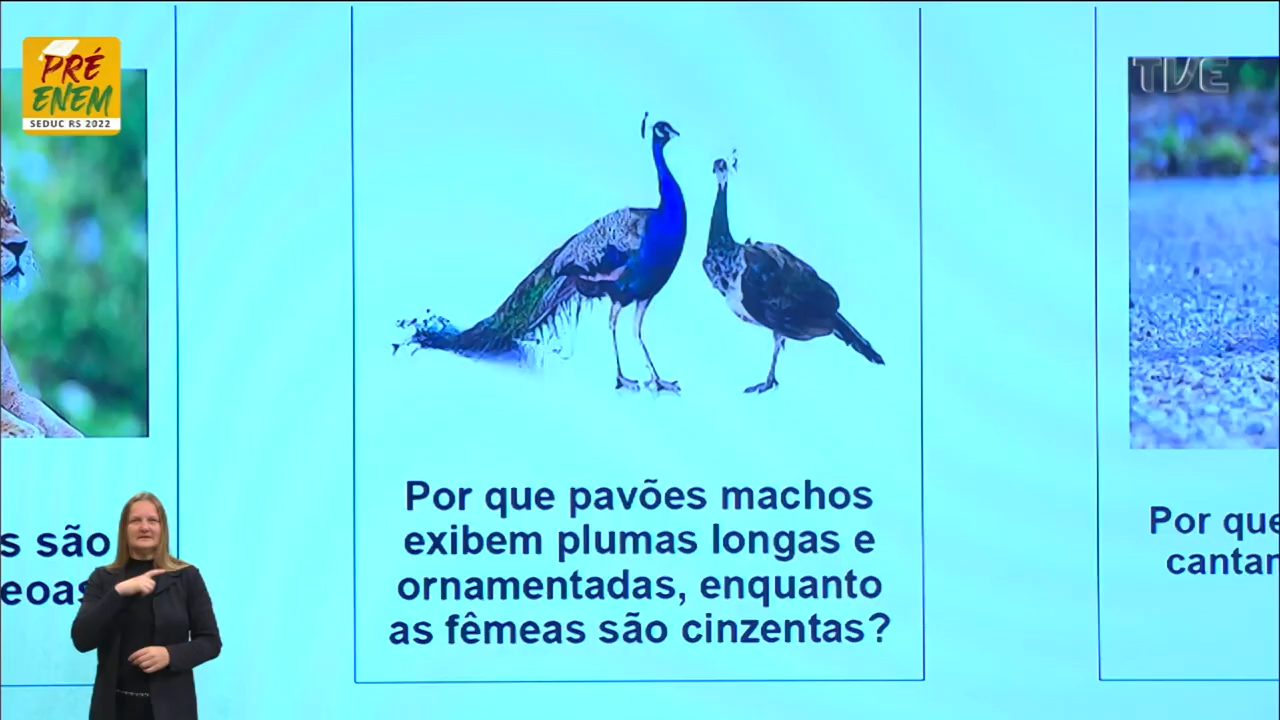 PRÉ
ENEM
SEDUC RS 2022
TVE
Por que pavões machos
exibem plumas longas e
ornamentadas, enquanto
as fêmeas são cinzentas?
s são
eoas
Por que
cantar